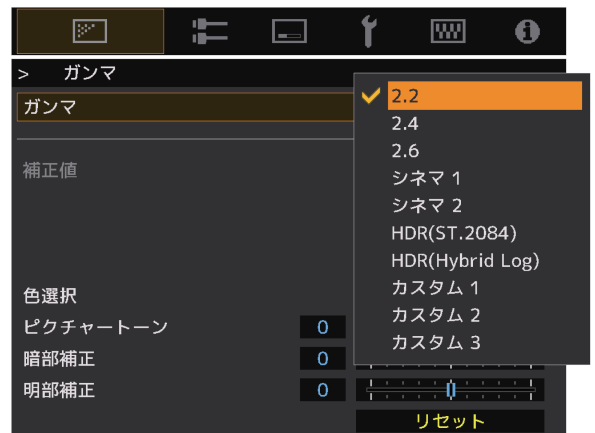 > ガンマ
ガンマ
2.2
2.4
2.6
シネマ 1
シネマ 2
HDR(ST.2084)
HDR(Hybrid Log)
カスタム 1
カスタム 2
カスタム 3
補正値
色選択
ピクチャートーン 0
暗部補正 0
明部補正 0
リセット